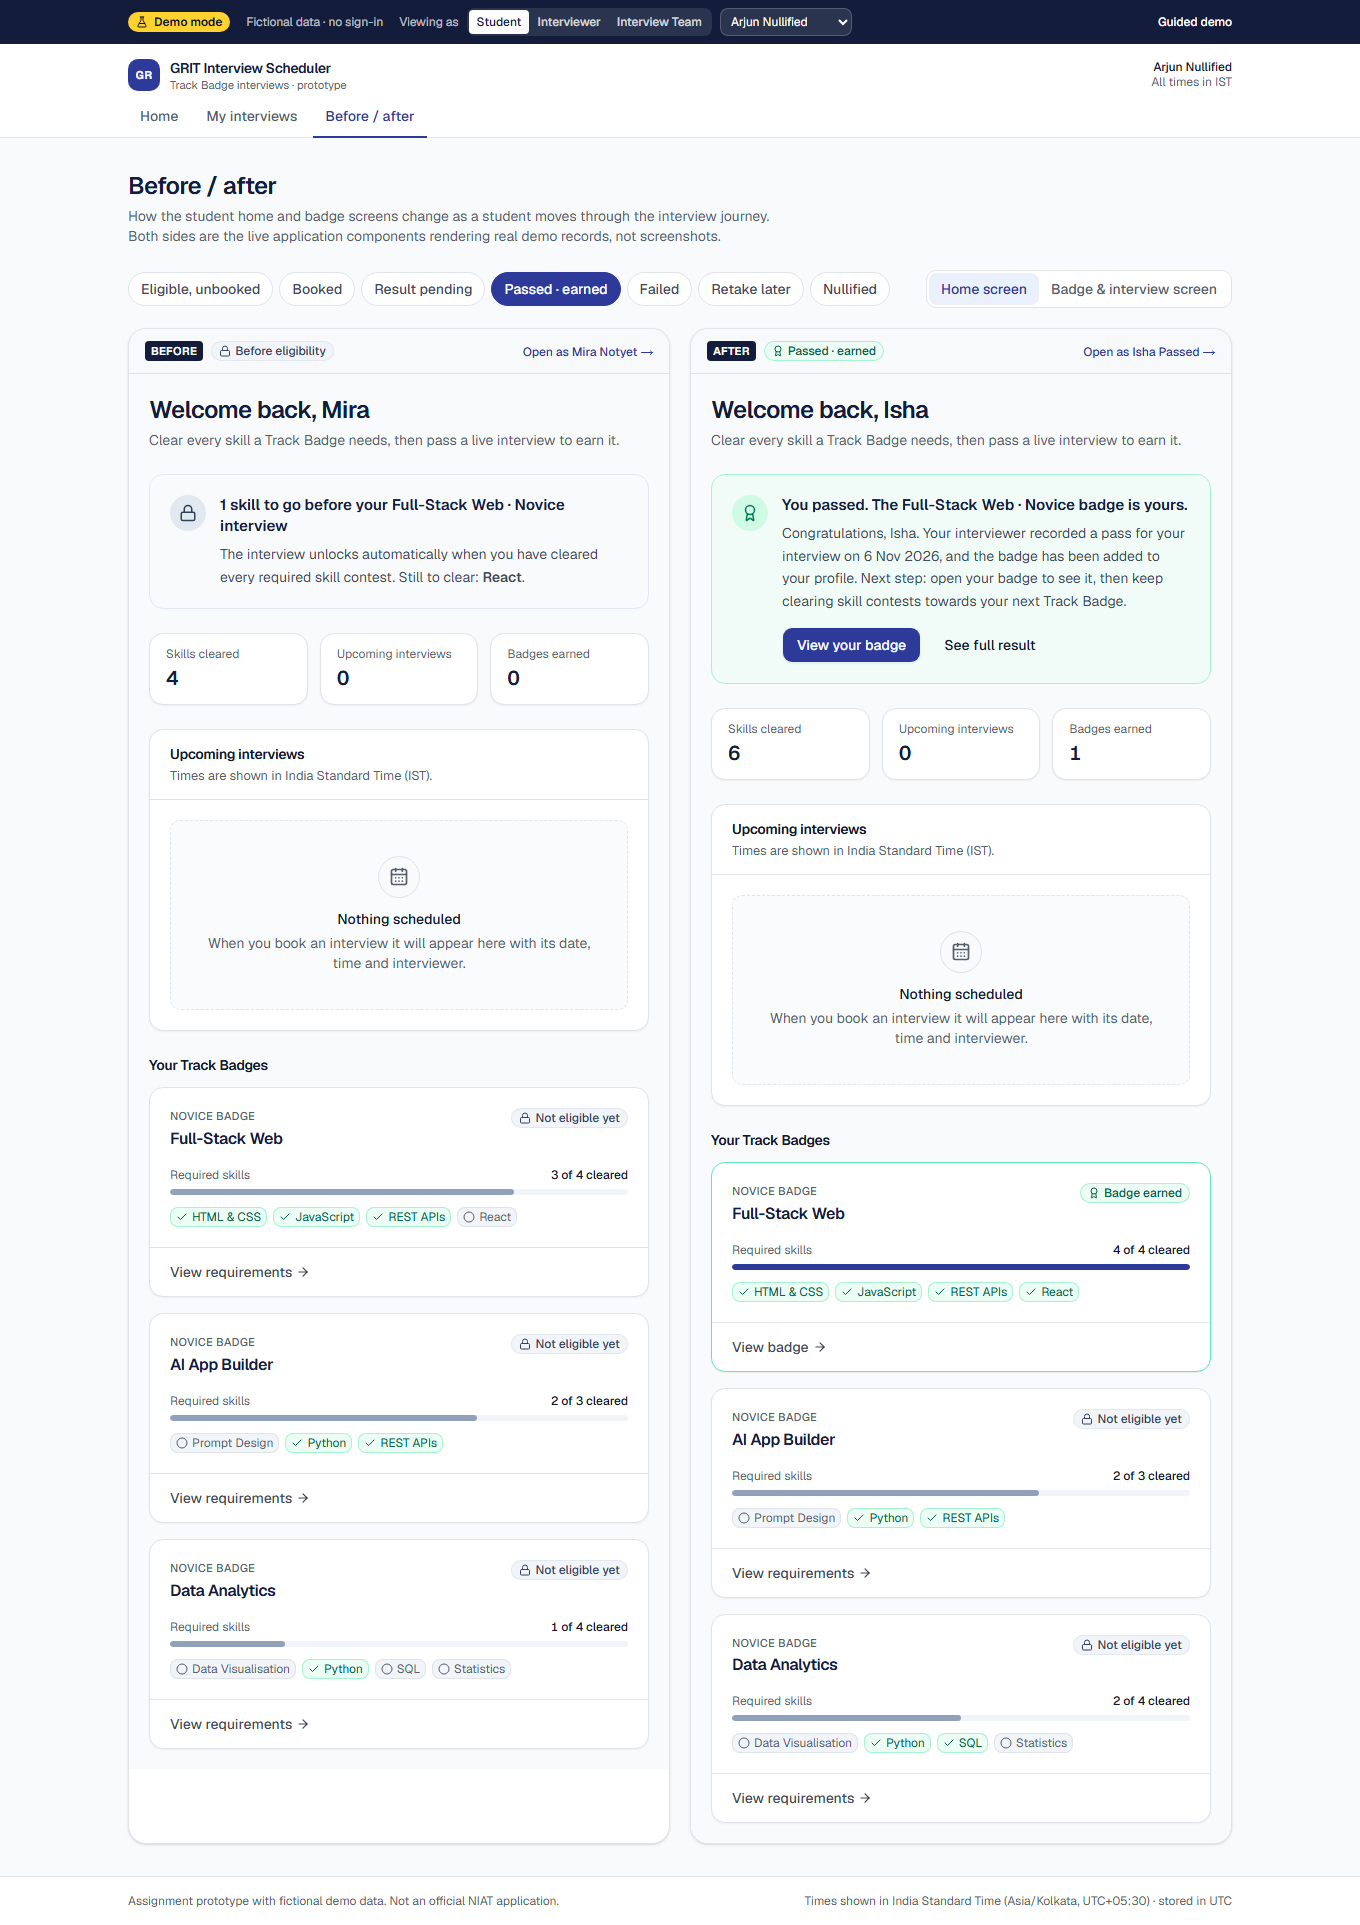 Demo mode
Fictional data · no sign-in
Viewing as
Student
Interviewer
Interview Team
Arjun Nullified
Guided demo
GR
GRIT Interview Scheduler
Track Badge interviews · prototype
Arjun Nullified
All times in IST
Home
My interviews
Before / after
Before / after
How the student home and badge screens change as a student moves through the interview journey.
Both sides are the live application components rendering real demo records, not screenshots.
Eligible, unbooked
Booked
Result pending
Passed · earned
Failed
Retake later
Nullified
Home screen
Badge & interview screen
BEFORE
Before eligibility
Open as Mira Notyet →
Welcome back, Mira
Clear every skill a Track Badge needs, then pass a live interview to earn it.
1 skill to go before your Full-Stack Web · Novice
interview
The interview unlocks automatically when you have cleared
every required skill contest. Still to clear: React.
Skills cleared
4
Upcoming interviews
0
Badges earned
0
Upcoming interviews
Times are shown in India Standard Time (IST).
Nothing scheduled
When you book an interview it will appear here with its date,
time and interviewer.
Your Track Badges
NOVICE BADGE
Not eligible yet
Full-Stack Web
Required skills
3 of 4 cleared
HTML & CSS
JavaScript
REST APIs
React
View requirements →
NOVICE BADGE
Not eligible yet
AI App Builder
Required skills
2 of 3 cleared
Prompt Design
Python
REST APIs
View requirements →
NOVICE BADGE
Not eligible yet
Data Analytics
Required skills
1 of 4 cleared
Data Visualisation
Python
SQL
Statistics
View requirements →
AFTER
Passed · earned
Open as Isha Passed →
Welcome back, Isha
Clear every skill a Track Badge needs, then pass a live interview to earn it.
You passed. The Full-Stack Web · Novice badge is yours.
Congratulations, Isha. Your interviewer recorded a pass for your
interview on 6 Nov 2026, and the badge has been added to
your profile. Next step: open your badge to see it, then keep
clearing skill contests towards your next Track Badge.
View your badge
See full result
Skills cleared
6
Upcoming interviews
0
Badges earned
1
Upcoming interviews
Times are shown in India Standard Time (IST).
Nothing scheduled
When you book an interview it will appear here with its date,
time and interviewer.
Your Track Badges
NOVICE BADGE
Badge earned
Full-Stack Web
Required skills
4 of 4 cleared
HTML & CSS
JavaScript
REST APIs
React
View badge →
NOVICE BADGE
Not eligible yet
AI App Builder
Required skills
2 of 3 cleared
Prompt Design
Python
REST APIs
View requirements →
NOVICE BADGE
Not eligible yet
Data Analytics
Required skills
2 of 4 cleared
Data Visualisation
Python
SQL
Statistics
View requirements →
Assignment prototype with fictional demo data. Not an official NIAT application.
Times shown in India Standard Time (Asia/Kolkata, UTC+05:30) · stored in UTC